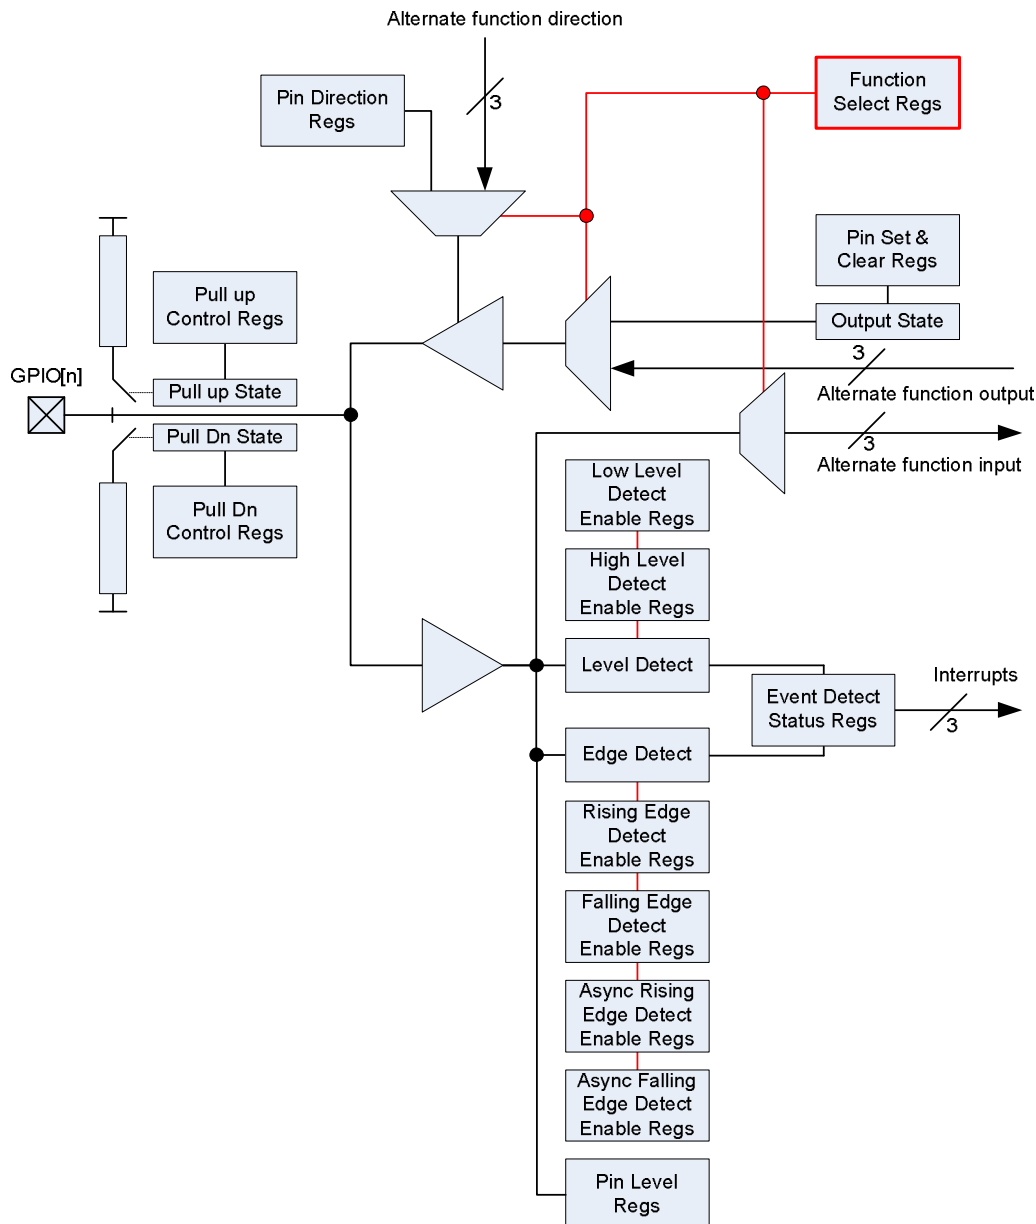 Alternate function direction
3
Pin Direction
Regs
Function
Select Regs
Pin Set &
Clear Regs
Output State
Pull up
Control Regs
3
GPIO[n]
Pull up State
Alternate function output
Pull Dn State
3
Alternate function input
Pull Dn
Control Regs
Low Level
Detect
Enable Regs
High Level
Detect
Enable Regs
Level Detect
Event Detect
Status Regs
Interrupts
3
Edge Detect
Rising Edge
Detect
Enable Regs
Falling Edge
Detect
Enable Regs
Async Rising
Edge Detect
Enable Regs
Async Falling
Edge Detect
Enable Regs
Pin Level
Regs